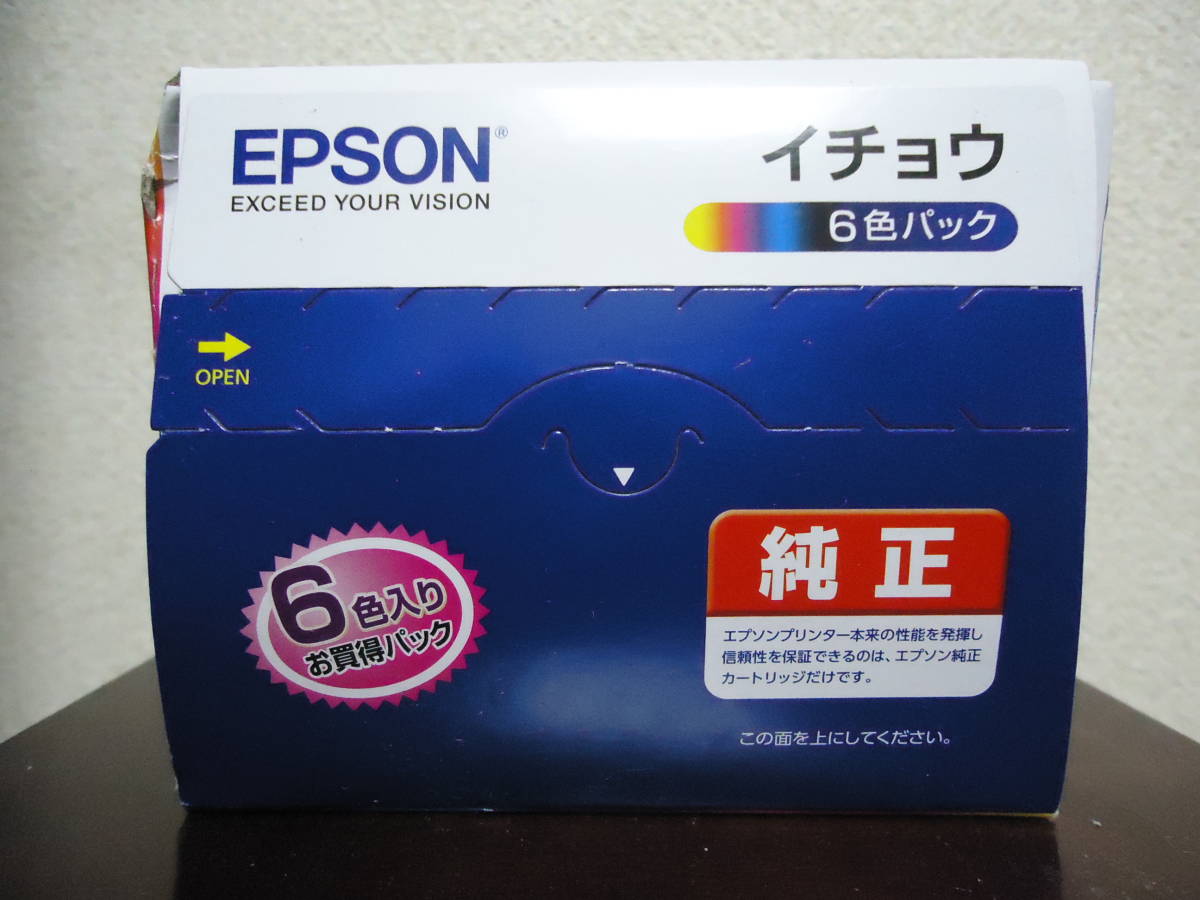 EPSON®
EXCEED YOUR VISION
イチョウ
6色パック
OPEN
6色入り
お買得パック
純正
エプソンプリンター本来の性能を発揮し
信頼性を保証できるのは、エプソン純正
カートリッジだけです。
この面を上にしてください。